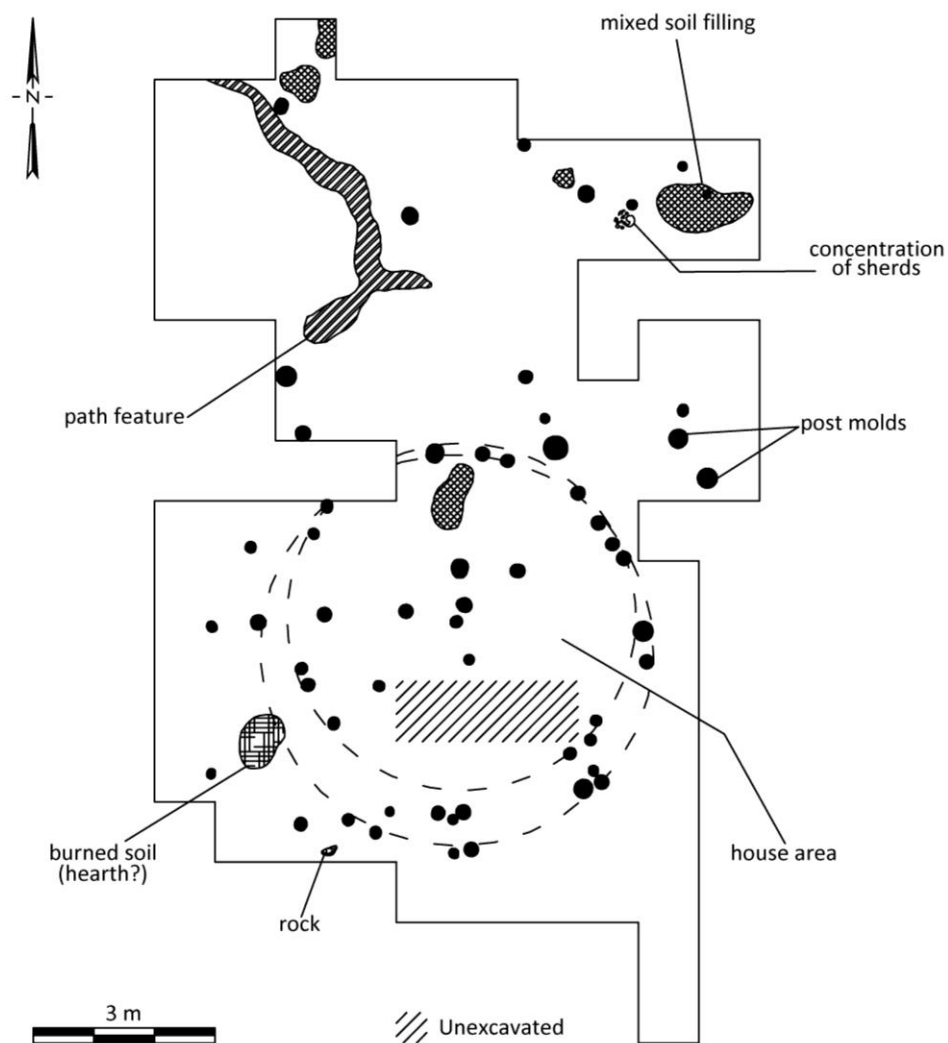 mixed soil filling
N
concentration
of sherds
path feature
post molds
burned soil
(hearth?)
house area
rock
3 m
Unexcavated